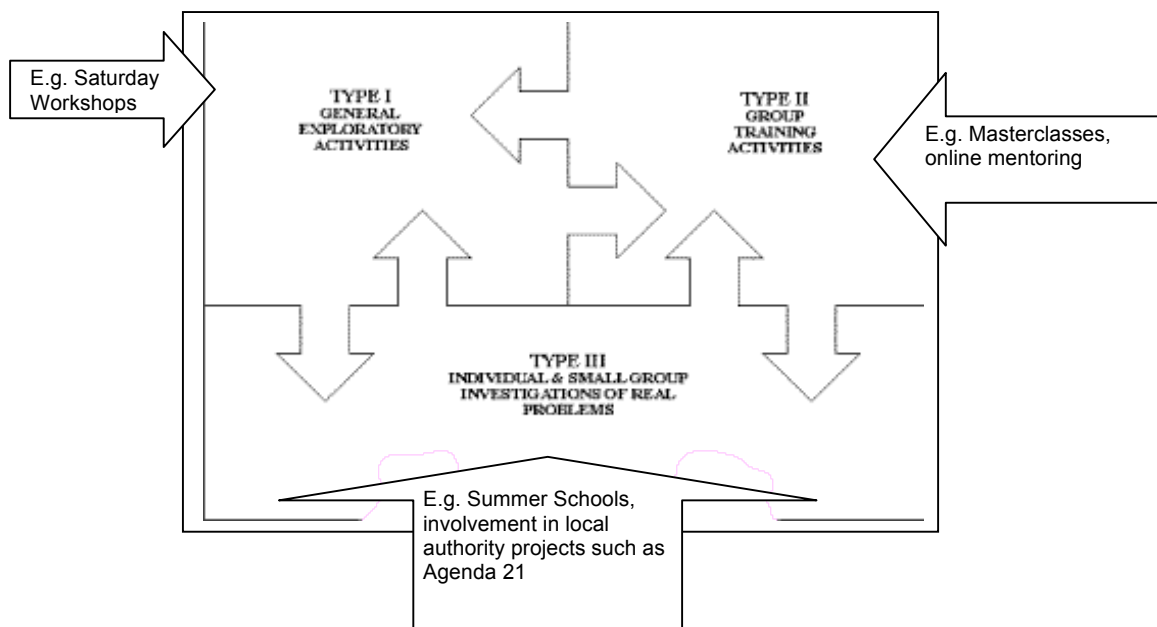 E.g. Saturday
Workshops
TYPE I
GENERAL
EXPLORATORY
ACTIVITIES
TYPE II
GROUP
TRAINING
ACTIVITIES
E.g. Masterclasses,
online mentoring
TYPE III
INDIVIDUAL & SMALL GROUP
INVESTIGATIONS OF REAL
PROBLEMS
E.g. Summer Schools,
involvement in local
authority projects such as
Agenda 21